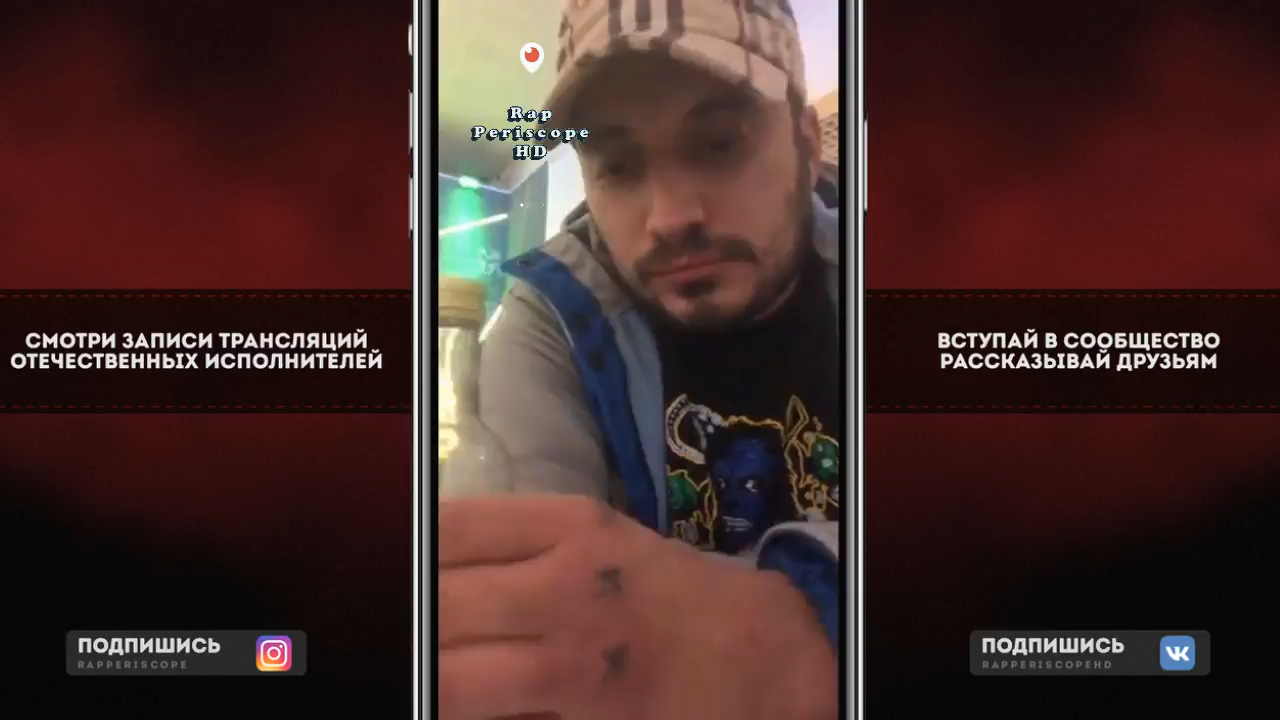 Rap
Periscope
HD
СМОТРИ ЗАПИСИ ТРАНСЛЯЦИЙ
ОТЕЧЕСТВЕННЫХ ИСПОЛНИТЕЛЕЙ
ВСТУПАЙ В СООБЩЕСТВО
РАССКАЗЫВАЙ ДРУЗЬЯМ
ПОДПИШИСЬ
RAPPERISCOPE
ПОДПИШИСЬ
RAPPERISCOPEHD